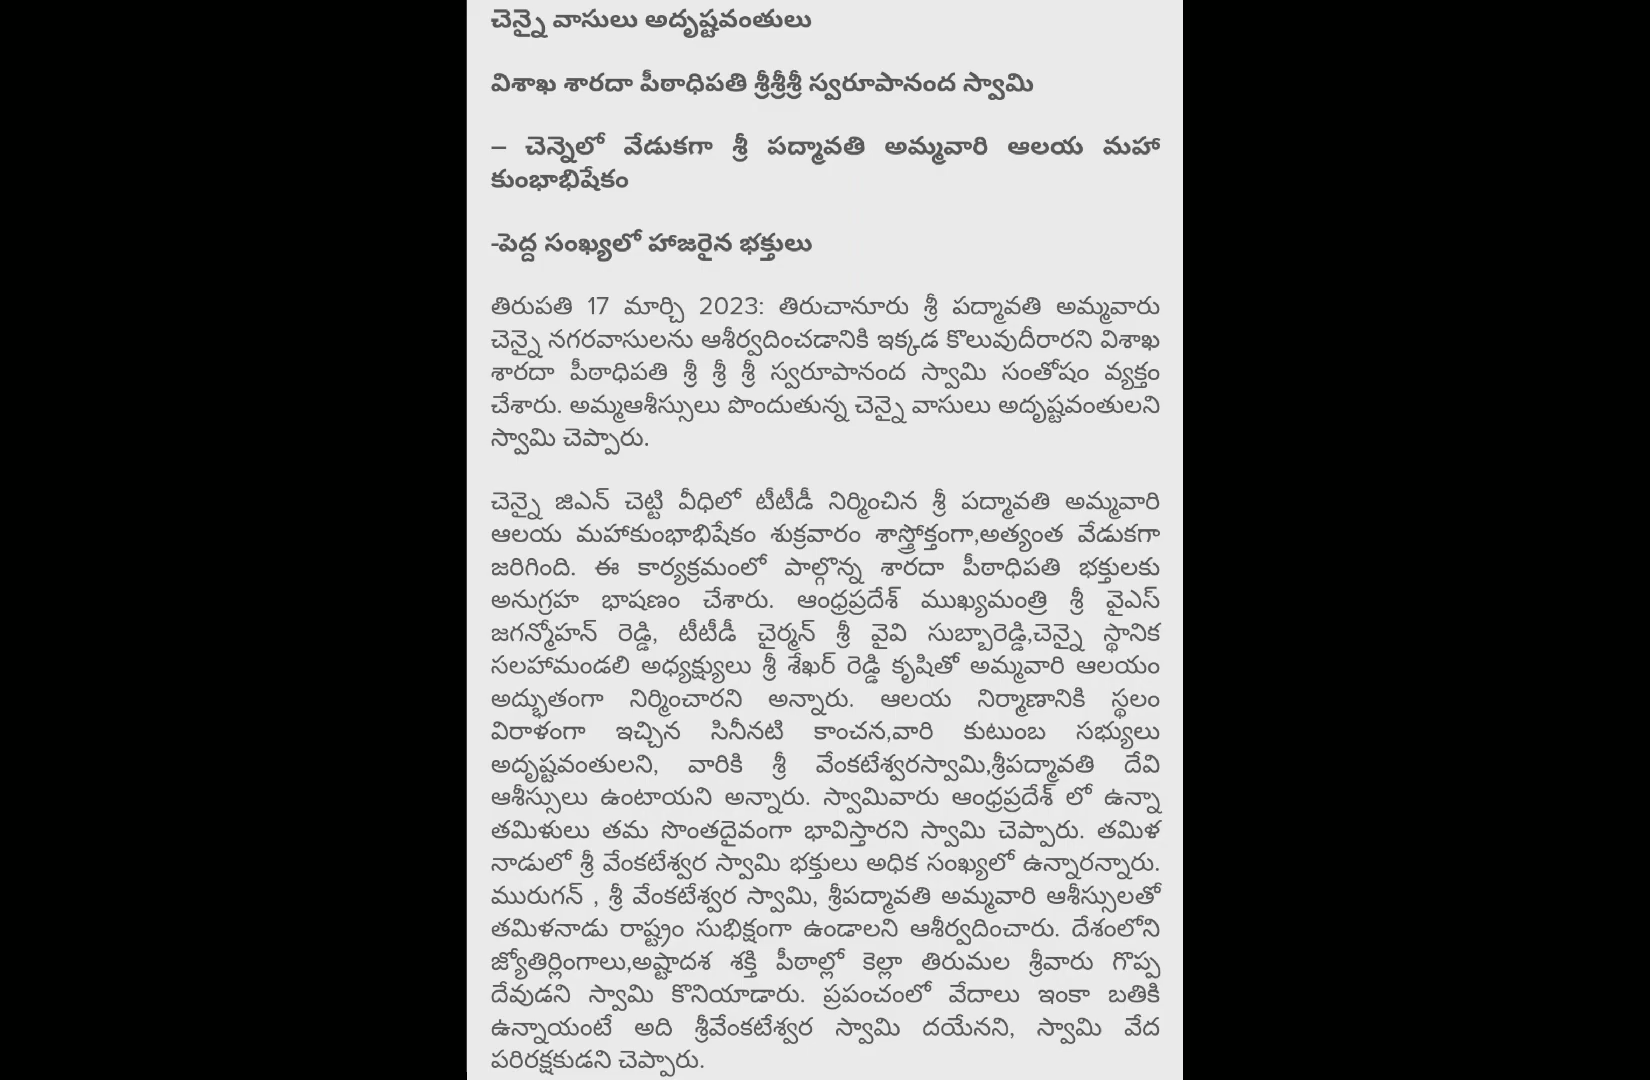 చెన్నై వాసులు అదృష్టవంతులు
విశాఖ శారదా పీఠాధిపతి శ్రీశ్రీశ్రీ స్వరూపానంద స్వామి
– చెన్నైలో వేడుకగా శ్రీ పద్మావతి అమ్మవారి ఆలయ మహా
కుంభాభిషేకం
-పెద్ద సంఖ్యలో హాజరైన భక్తులు
తిరుపతి 17 మార్చి 2023: తిరుచానూరు శ్రీ పద్మావతి అమ్మవారు
చెన్నై నగరవాసులను ఆశీర్వదించడానికి ఇక్కడ కొలువుదీరారని విశాఖ
శారదా పీఠాధిపతి శ్రీ శ్రీ శ్రీ స్వరూపానంద స్వామి సంతోషం వ్యక్తం
చేశారు. అమ్మఆశీస్సులు పొందుతున్న చెన్నై వాసులు అదృష్టవంతులని
స్వామి చెప్పారు.
చెన్నై జిఎన్ చెట్టి వీధిలో టీటీడీ నిర్మించిన శ్రీ పద్మావతి అమ్మవారి
ఆలయ మహాకుంభాభిషేకం శుక్రవారం శాస్త్రోక్తంగా,అత్యంత వేడుకగా
జరిగింది. ఈ కార్యక్రమంలో పాల్గొన్న శారదా పీఠాధిపతి భక్తులకు
అనుగ్రహ భాషణం చేశారు. ఆంధ్రప్రదేశ్ ముఖ్యమంత్రి శ్రీ వైఎస్
జగన్మోహన్ రెడ్డి, టీటీడీ చైర్మన్ శ్రీ వైవి సుబ్బారెడ్డి,చెన్నై స్థానిక
సలహామండలి అధ్యక్ష్యులు శ్రీ శేఖర్ రెడ్డి కృషితో అమ్మవారి ఆలయం
అద్భుతంగా నిర్మించారని అన్నారు. ఆలయ నిర్మాణానికి స్థలం
విరాళంగా ఇచ్చిన సినీనటి కాంచన,వారి కుటుంబ సభ్యులు
అదృష్టవంతులని, వారికి శ్రీ వేంకటేశ్వరస్వామి,శ్రీపద్మావతి దేవి
ఆశీస్సులు ఉంటాయని అన్నారు. స్వామివారు ఆంధ్రప్రదేశ్ లో ఉన్నా
తమిళులు తమ సొంతదైవంగా భావిస్తారని స్వామి చెప్పారు. తమిళ
నాడులో శ్రీ వేంకటేశ్వర స్వామి భక్తులు అధిక సంఖ్యలో ఉన్నారన్నారు.
మురుగన్ , శ్రీ వేంకటేశ్వర స్వామి, శ్రీపద్మావతి అమ్మవారి ఆశీస్సులతో
తమిళనాడు రాష్ట్రం సుభిక్షంగా ఉండాలని ఆశీర్వదించారు. దేశంలోని
జ్యోతిర్లింగాలు,అష్టాదశ శక్తి పీఠాల్లో కెల్లా తిరుమల శ్రీవారు గొప్ప
దేవుడని స్వామి కొనియాడారు. ప్రపంచంలో వేదాలు ఇంకా బతికి
ఉన్నాయంటే అది శ్రీవేంకటేశ్వర స్వామి దయేనని, స్వామి వేద
పరిరక్షకుడని చెప్పారు.